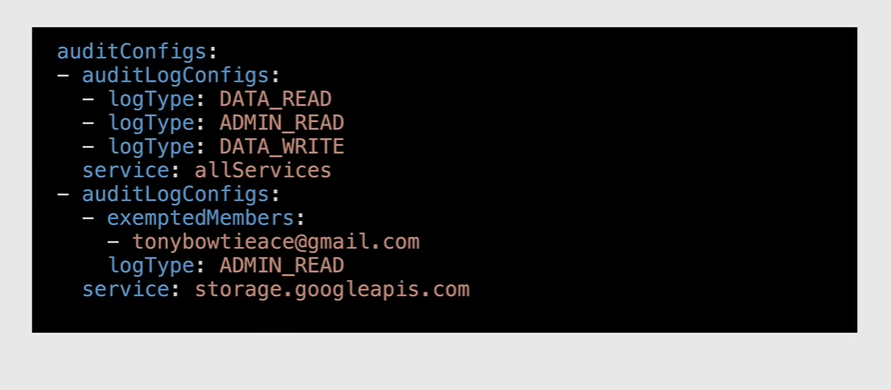 auditConfigs:
- auditLogConfigs:
  - logType: DATA_READ
  - logType: ADMIN_READ
  - logType: DATA_WRITE
  service: allServices
- auditLogConfigs:
  - exemptedMembers:
    - tonybowtieace@gmail.com
    logType: ADMIN_READ
  service: storage.googleapis.com